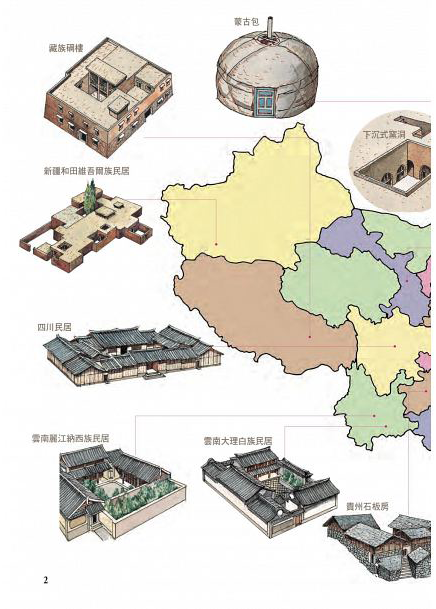 蒙古包
藏族碉樓
下沉式窰洞
新疆和田維吾爾族民居
四川民居
雲南麗江納西族民居
雲南大理白族民居
貴州石板房
2